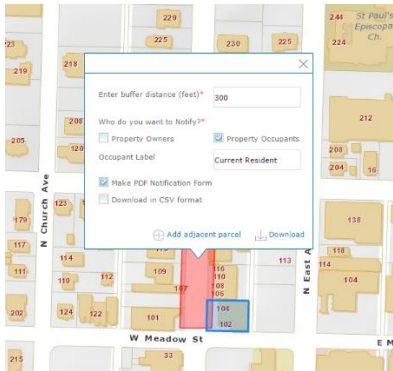 229
244 St Paul's
Episcopa
Ch.
225
230
225
224
223
219
218
Enter buffer distance (feet)* 300
Who do you want to Notify?*
Property Owners Property Occupants
Occupant Label Current Resident
Make PDF Notification Form
Download in CSV format
Add adjacent parcel Download
208
212
205
120
208
204
16
N Church Ave
123
179
138
117
114
113
118
N East A
111
110
112
109
116
110
108
106
107
114
104
202
124
122
101
104
102
W Meadow St
E M
215
33